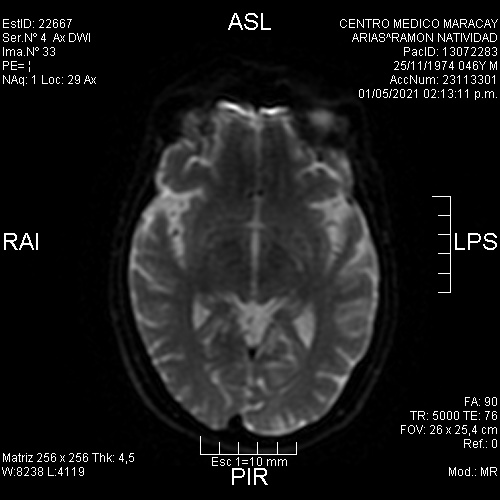 EstID: 22667
Ser.Nº 4 Ax DWI
Ima.Nº 33
PE= ¦
NAq: 1 Loc: 29 Ax
ASL
CENTRO MEDICO MARACAY
ARIAS^RAMON NATIVIDAD
PacID: 13072283
25/11/1974 046Y M
AccNum: 23113301
01/05/2021 02:13:11 p.m.
RAI
LPS
FA: 90
TR: 5000 TE: 76
FOV: 26 x 25,4 cm
Ref.: 0
Matriz 256 x 256 Thk: 4,5
W:8238 L:4119
Esc 1=10 mm
PIR
Mod.: MR